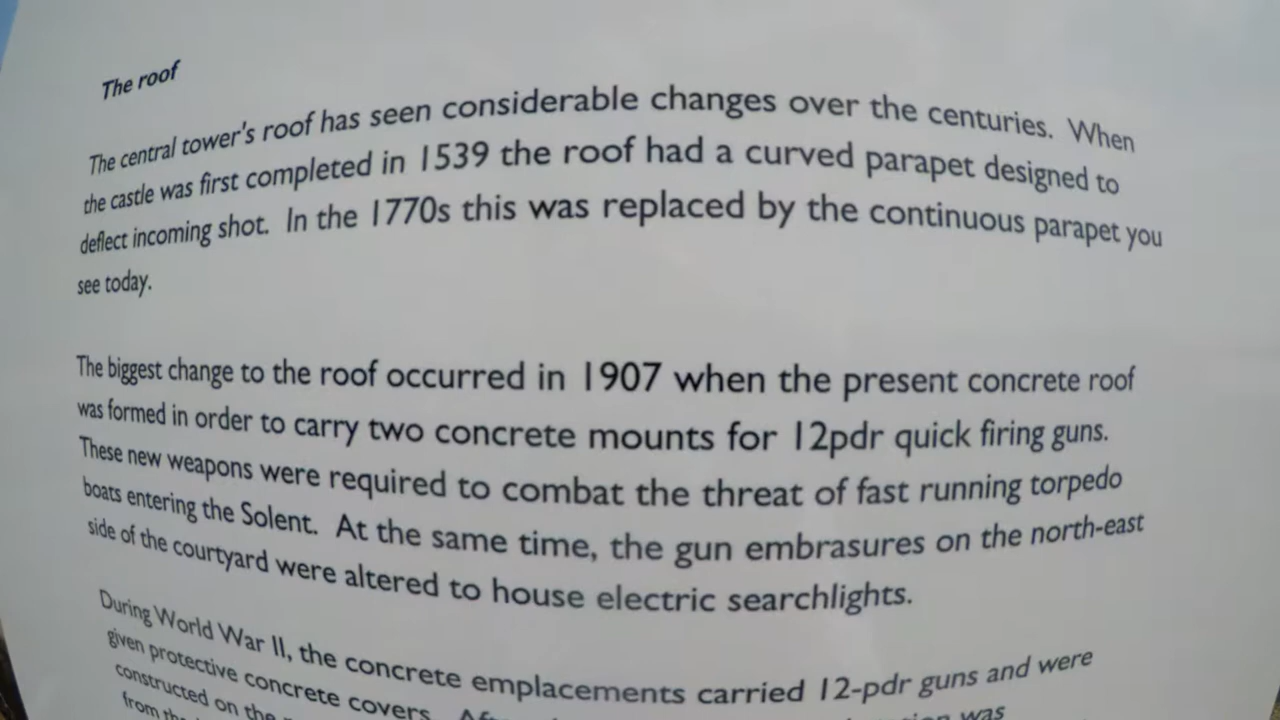 The roof
The central tower's roof has seen considerable changes over the centuries. When
the castle was first completed in 1539 the roof had a curved parapet designed to
deflect incoming shot. In the 1770s this was replaced by the continuous parapet you
see today.
The biggest change to the roof occurred in 1907 when the present concrete roof
was formed in order to carry two concrete mounts for 12pdr quick firing guns.
These new weapons were required to combat the threat of fast running torpedo
boats entering the Solent. At the same time, the gun embrasures on the north-east
side of the courtyard were altered to house electric searchlights.
During World War II, the concrete emplacements carried 12-pdr guns and were
given protective concrete covers. was
constructed on the
from the